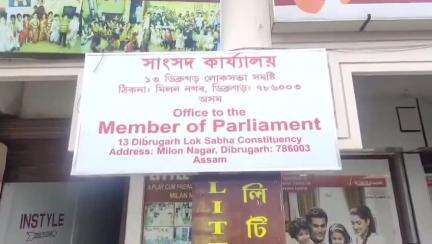 সাংসদ কাৰ্য্যালয়
১৩ ডিব্ৰুগড় লোকসভা সমষ্টি
ঠিকনা: মিলন নগৰ, ডিব্ৰুগড়: ৭৮৬০০৩
অসম
Office to the
Member of Parliament
13 Dibrugarh Lok Sabha Constituency
Address: Milon Nagar, Dibrugarh: 786003
Assam
INSTYLE